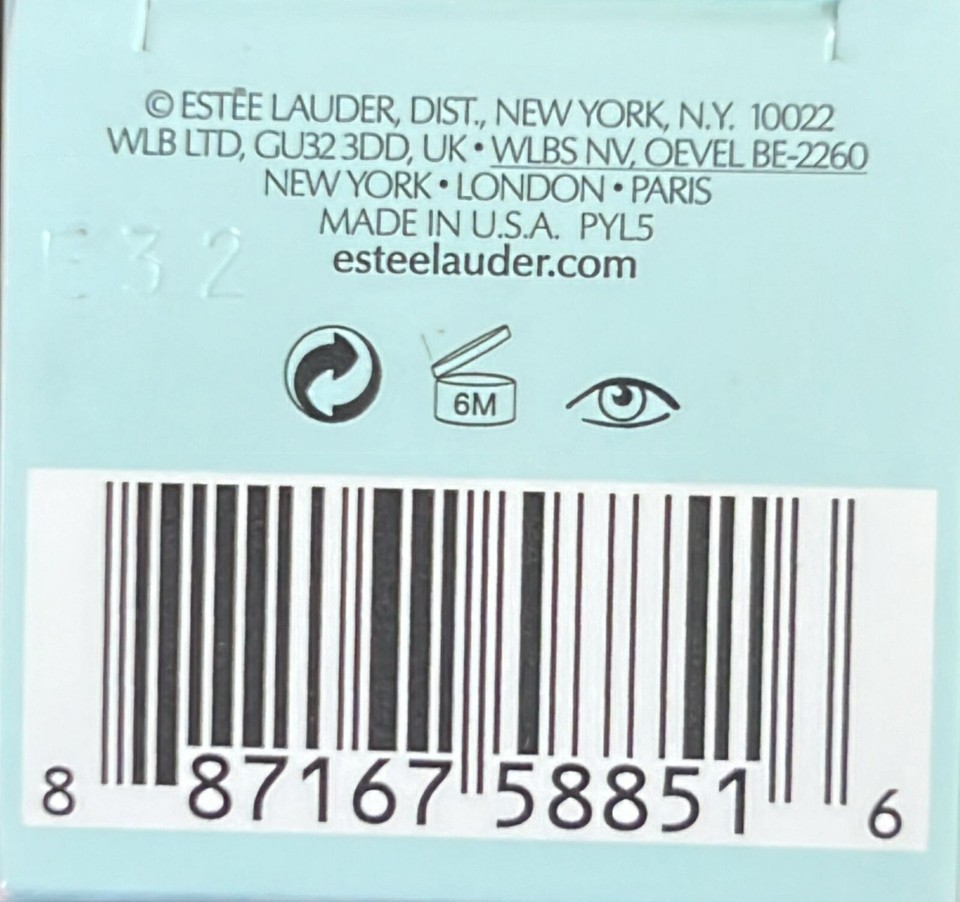 © ESTĒE LAUDER, DIST., NEW YORK, N.Y. 10022
WLB LTD, GU32 3DD, UK • WLBS NV, OEVEL BE-2260
NEW YORK • LONDON • PARIS
MADE IN U.S.A. PYL5
esteelauder.com
E32
6M
8 87167 58851 6